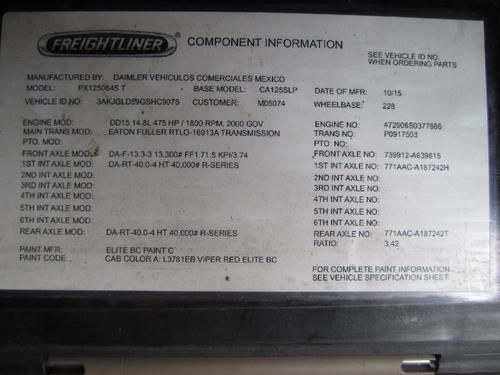 FREIGHTLINER
COMPONENT INFORMATION
SEE VEHICLE ID NO.
WHEN ORDERING PARTS
MANUFACTURED BY: DAIMLER VEHICULOS COMERCIALES MEXICO
MODEL: PX125064S T BASE MODEL: CA125SLP DATE OF MFR: 10/15
VEHICLE ID NO: 3AKJGLD59GSHC9075 CUSTOMER: M05074 WHEELBASE: 228
ENGINE MOD: DD15 14.8L 475 HP / 1800 RPM, 2000 GOV ENGINE NO: 472906S0377866
MAIN TRANS MOD: EATON FULLER RTLO-16913A TRANSMISSION TRANS NO: P0917503
PTO. MOD: PTO. NO:
FRONT AXLE MOD: DA-F-13.3-3 13,300# FF1 71.5 KPI/3.74 FRONT AXLE NO: 739912-A639815
1ST INT AXLE MOD: DA-RT-40.0-4 HT 40,000# R-SERIES 1ST INT AXLE NO: 771AAC-A187242H
2ND INT AXLE MOD: 2ND INT AXLE NO:
3RD INT AXLE MOD: 3RD INT AXLE NO:
4TH INT AXLE MOD: 4TH INT AXLE NO:
5TH INT AXLE MOD: 5TH INT AXLE NO:
6TH INT AXLE MOD: 6TH INT AXLE NO:
REAR AXLE MOD: DA-RT-40.0-4 HT 40,000# R-SERIES REAR AXLE NO: 771AAC-A187242T
RATIO: 3.42
PAINT MFR: ELITE BC PAINT C
PAINT CODE: CAB COLOR A: L3781EB VIPER RED ELITE BC
FOR COMPLETE PAINT INFORMATION
SEE VEHICLE SPECIFICATION SHEET.